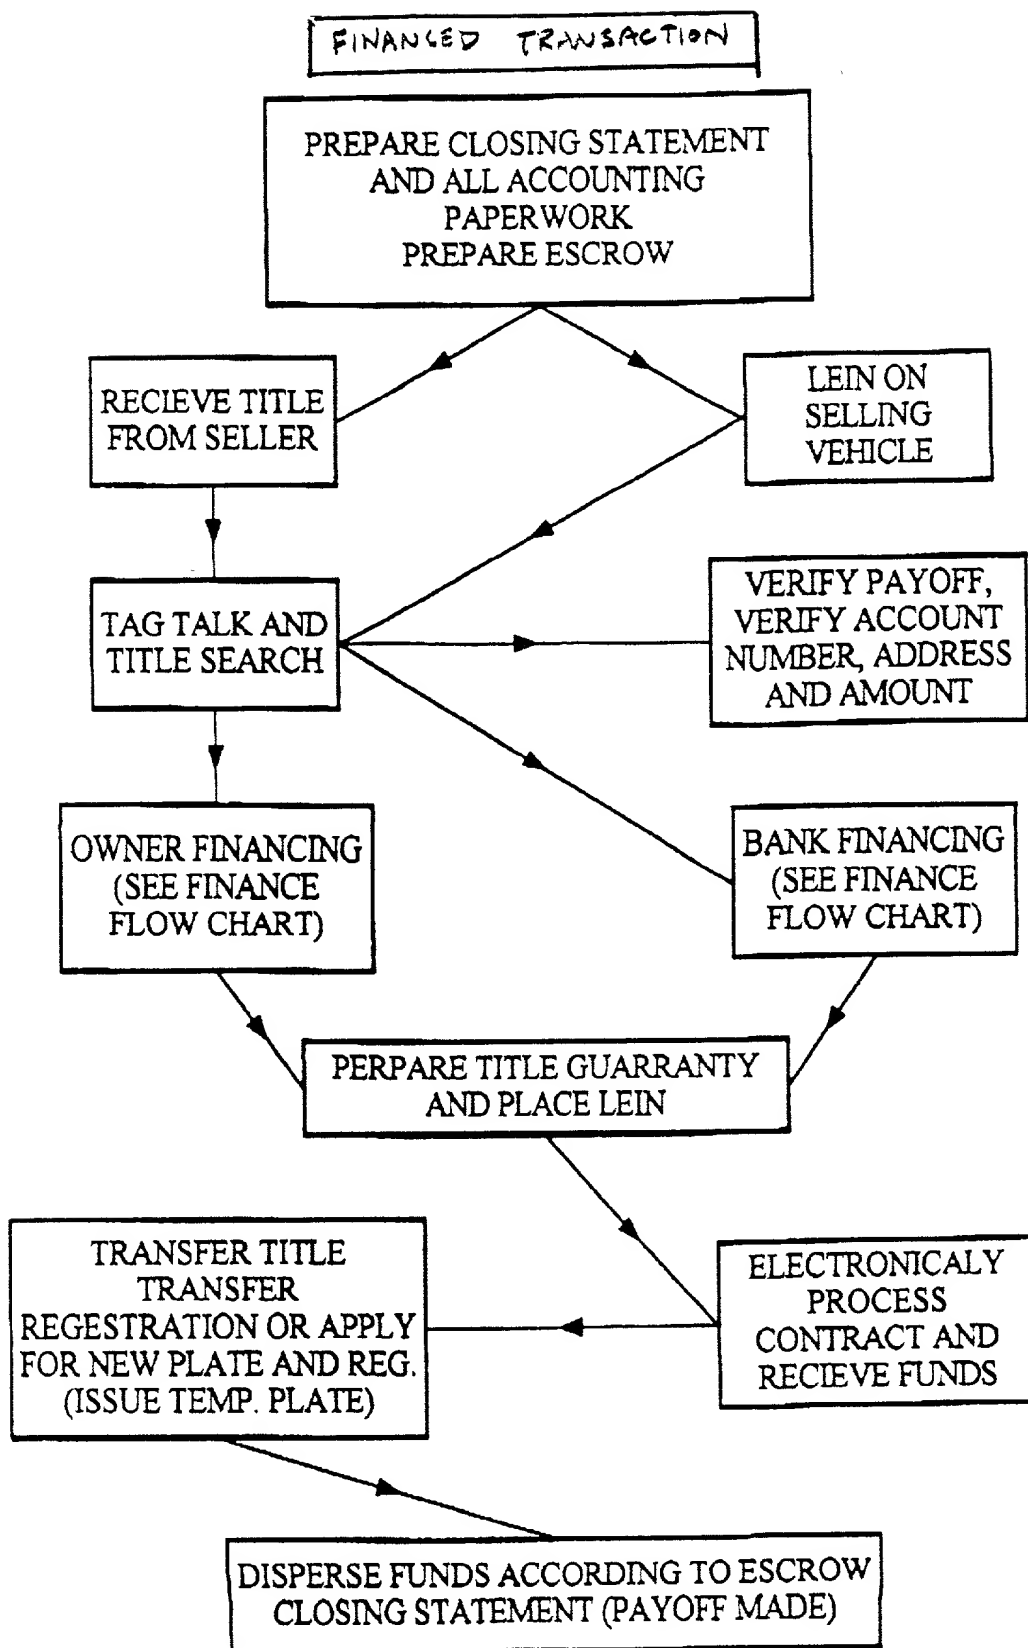 FINANCED TRANSACTION
PREPARE CLOSING STATEMENT
AND ALL ACCOUNTING
PAPERWORK
PREPARE ESCROW
RECIEVE TITLE
FROM SELLER
LEIN ON
SELLING
VEHICLE
TAG TALK AND
TITLE SEARCH
VERIFY PAYOFF,
VERIFY ACCOUNT
NUMBER, ADDRESS
AND AMOUNT
OWNER FINANCING
(SEE FINANCE
FLOW CHART)
BANK FINANCING
(SEE FINANCE
FLOW CHART)
PERPARE TITLE GUARRANTY
AND PLACE LEIN
TRANSFER TITLE
TRANSFER
REGESTRATION OR APPLY
FOR NEW PLATE AND REG.
(ISSUE TEMP. PLATE)
ELECTRONICALY
PROCESS
CONTRACT AND
RECIEVE FUNDS
DISPERSE FUNDS ACCORDING TO ESCROW
CLOSING STATEMENT (PAYOFF MADE)